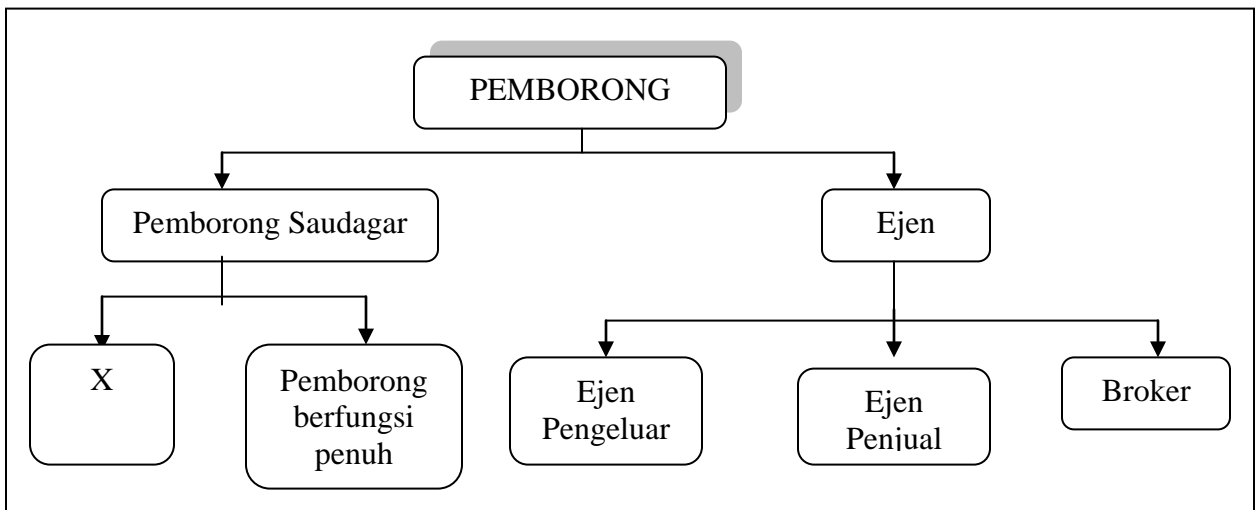 PEMBORONG
Pemborong Saudagar
Ejen
X
Pemborong
berfungsi
penuh
Ejen
Pengeluar
Ejen
Penjual
Broker